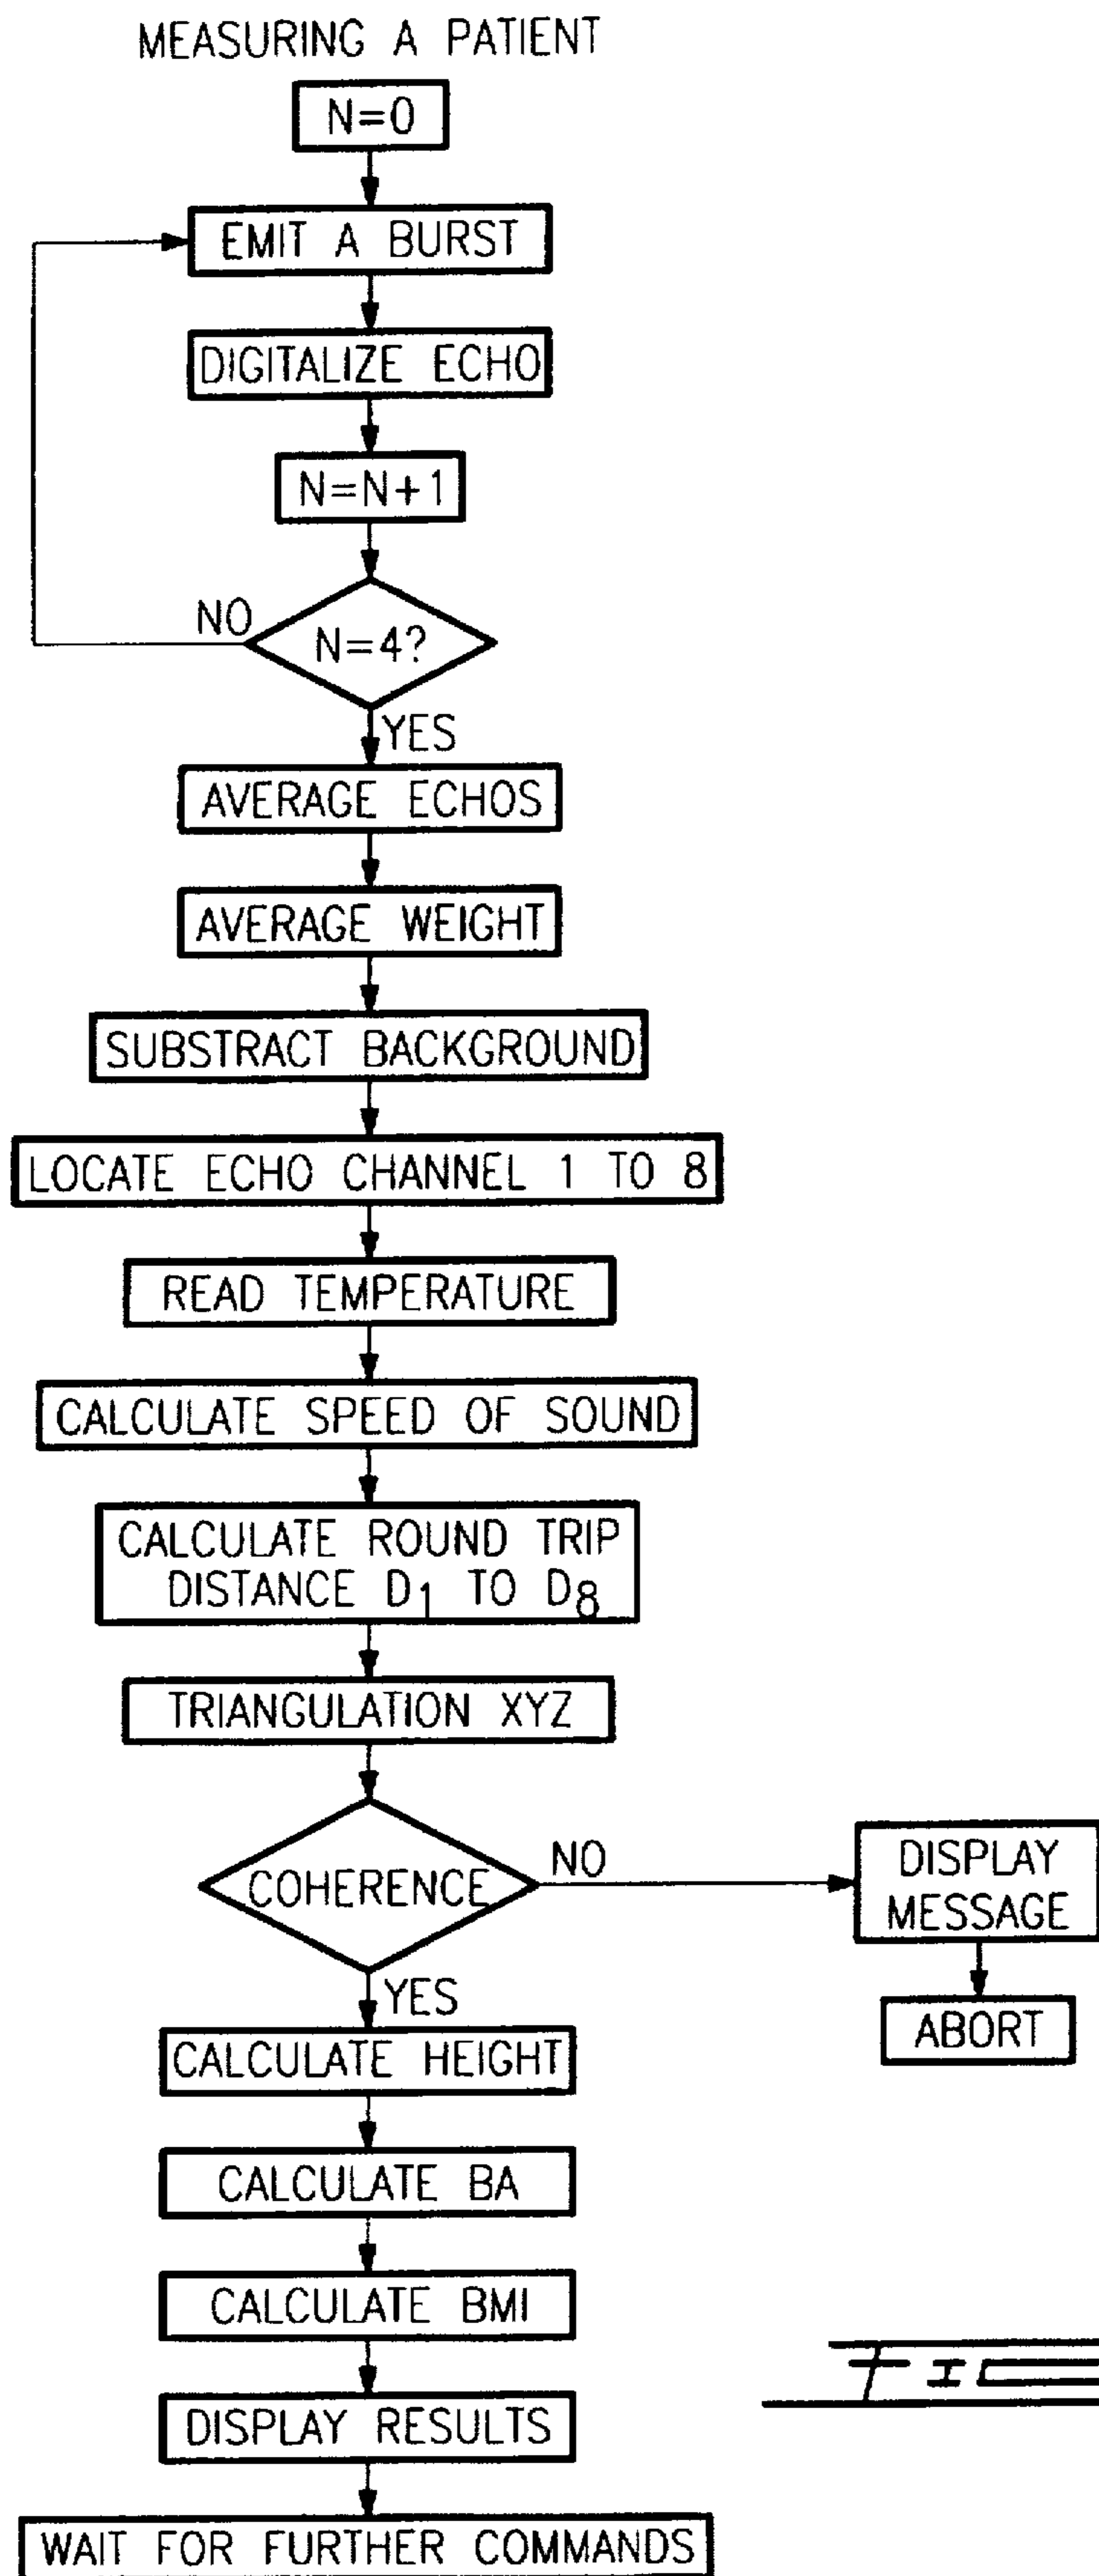 MEASURING A PATIENT
N=0
EMIT A BURST
DIGITALIZE ECHO
N=N+1
NO
N=4?
YES
AVERAGE ECHOS
AVERAGE WEIGHT
SUBSTRACT BACKGROUND
LOCATE ECHO CHANNEL 1 TO 8
READ TEMPERATURE
CALCULATE SPEED OF SOUND
CALCULATE ROUND TRIP
DISTANCE D1 TO D8
TRIANGULATION XYZ
COHERENCE
NO
DISPLAY
MESSAGE
ABORT
YES
CALCULATE HEIGHT
CALCULATE BA
CALCULATE BMI
DISPLAY RESULTS
WAIT FOR FURTHER COMMANDS